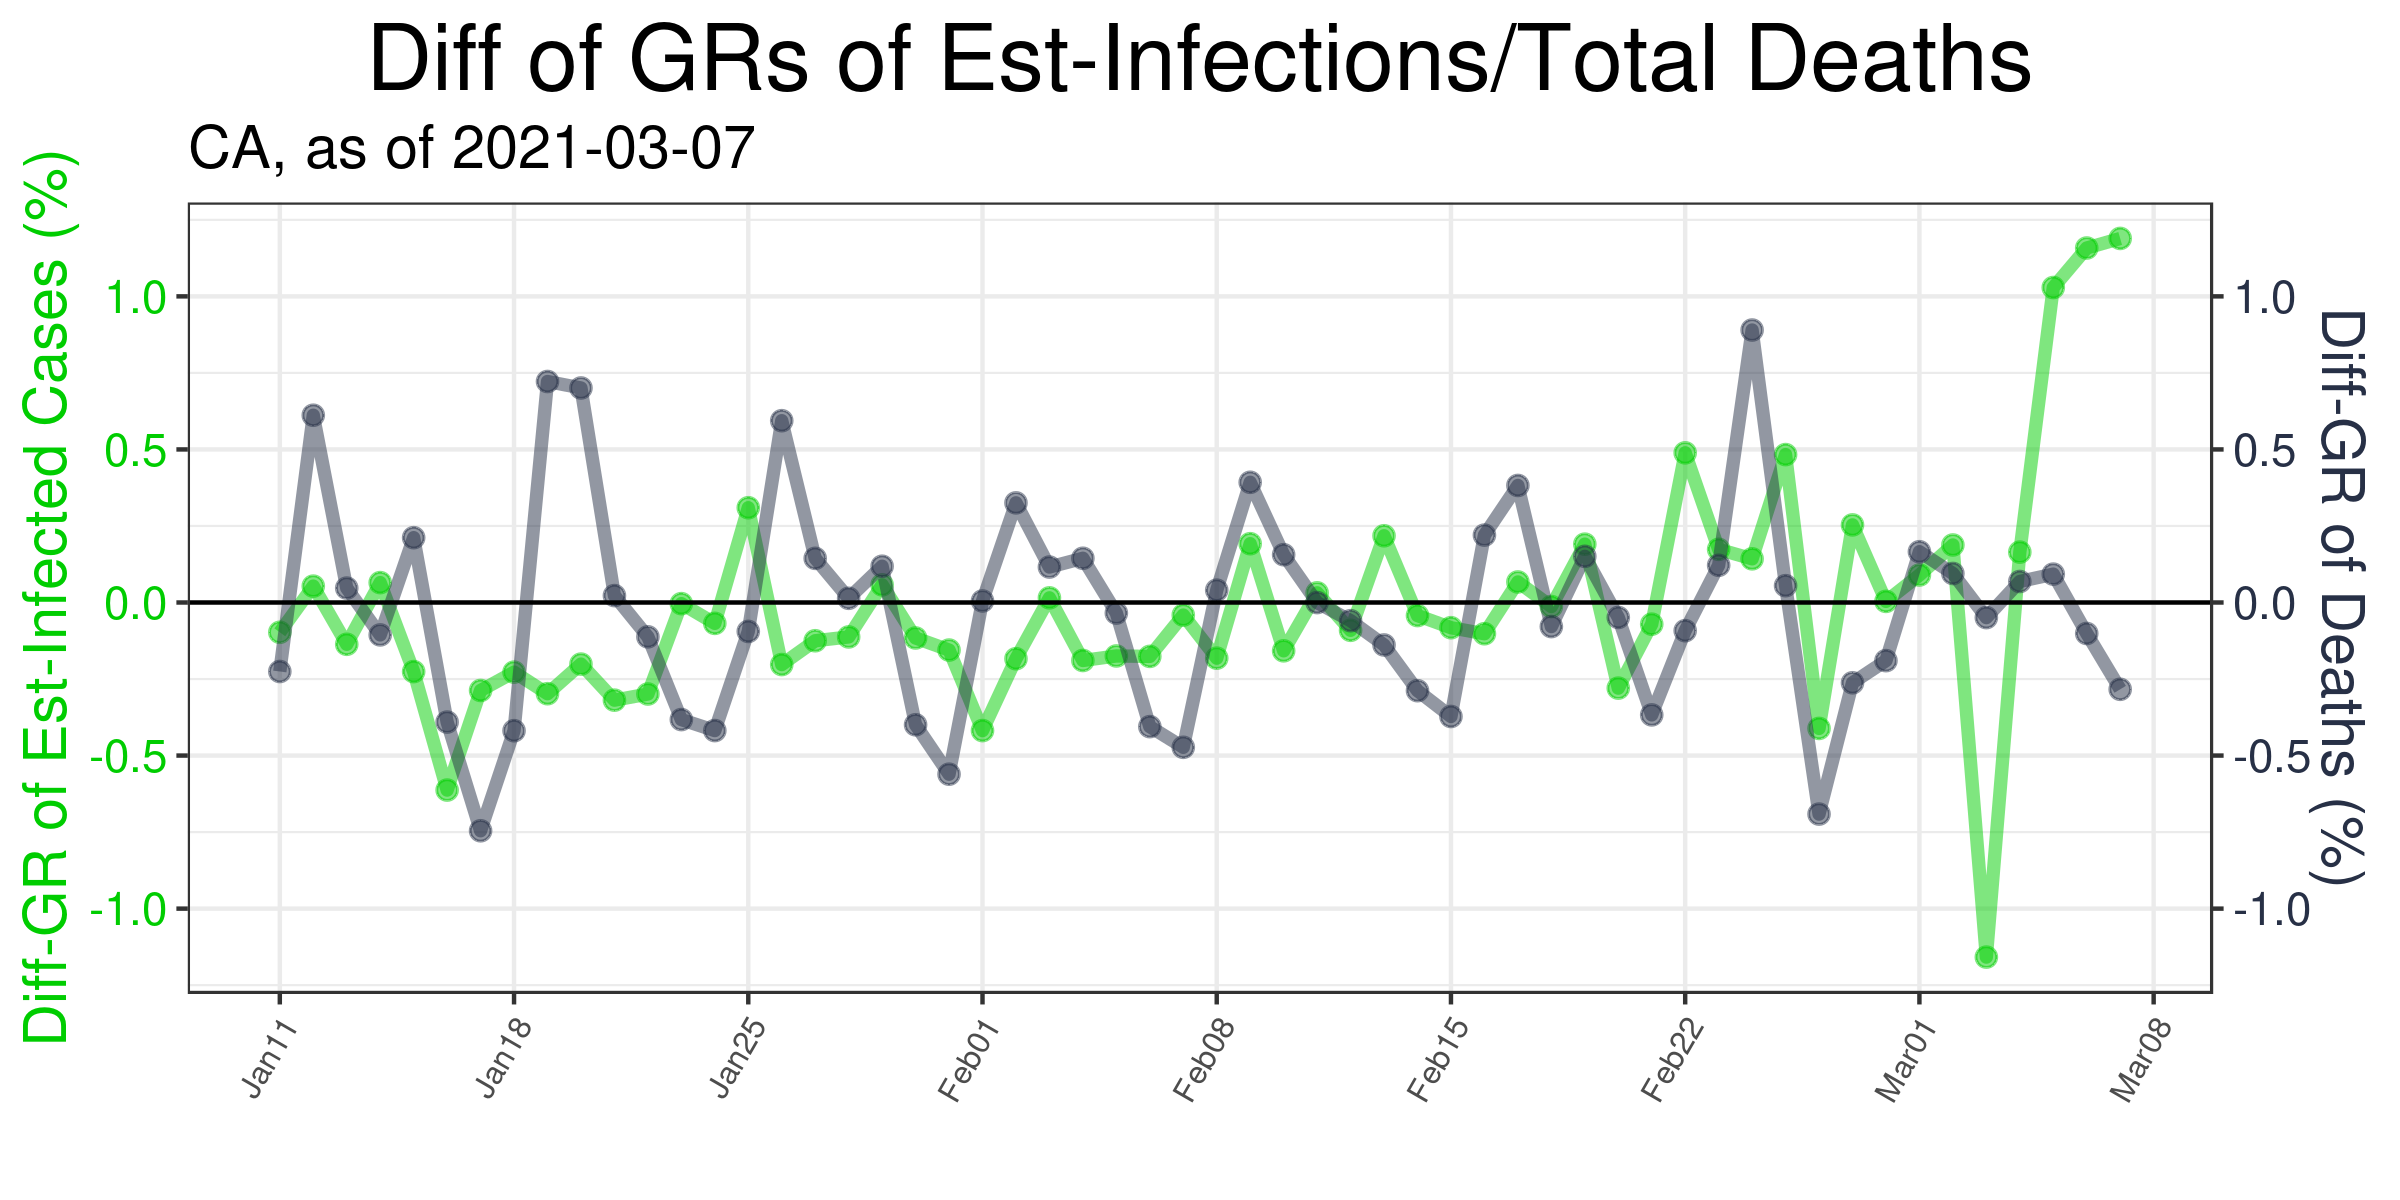 Diff of GRs of Est-Infections/Total Deaths
CA, as of 2021-03-07
Diff-GR of Est-Infected Cases (%)
1.0
0.5
0.0
-0.5
-1.0
1.0
0.5
0.0
-0.5
-1.0
Diff-GR of Deaths (%)
Jan11
Jan18
Jan25
Feb01
Feb08
Feb15
Feb22
Mar01
Mar08